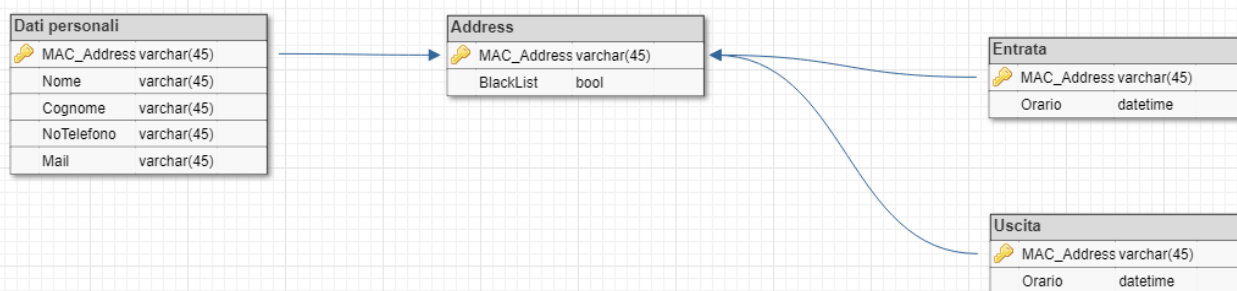 Dati personali
MAC_Address varchar(45)
Nome varchar(45)
Cognome varchar(45)
NoTelefono varchar(45)
Mail varchar(45)
Address
MAC_Address varchar(45)
BlackList bool
Entrata
MAC_Address varchar(45)
Orario datetime
Uscita
MAC_Address varchar(45)
Orario datetime